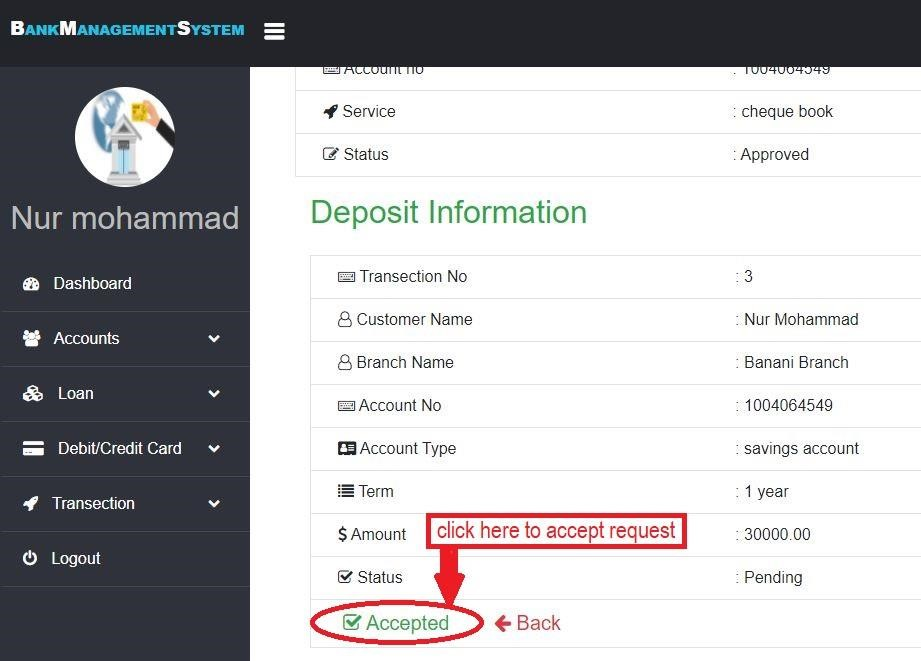 BankManagementSystem
Nur mohammad
Dashboard
Accounts
Loan
Debit/Credit Card
Transection
Logout
Account no : 1004064549
Service : cheque book
Status : Approved
Deposit Information
Transection No : 3
Customer Name : Nur Mohammad
Branch Name : Banani Branch
Account No : 1004064549
Account Type : savings account
Term : 1 year
$ Amount : 30000.00
click here to accept request
Status : Pending
Accepted Back